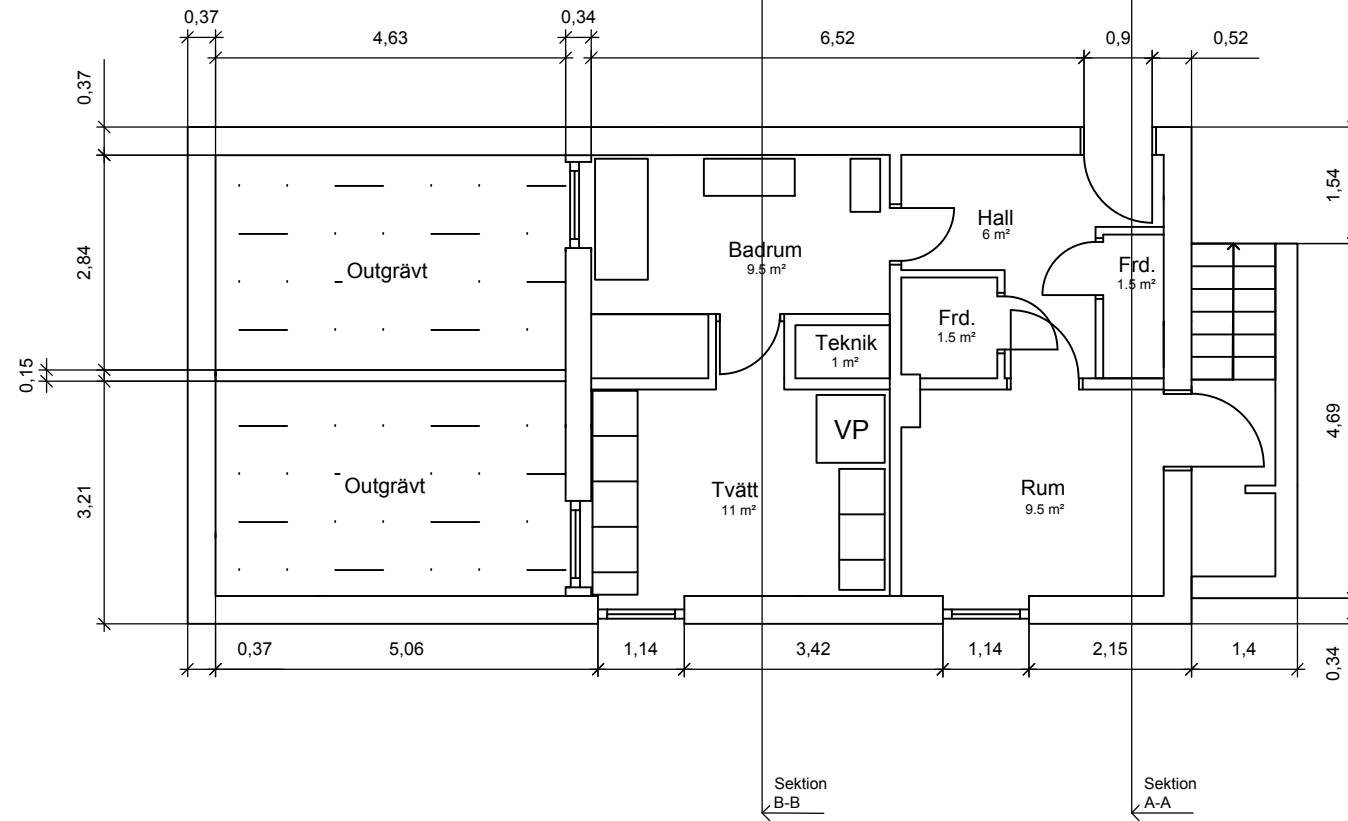 0,37
0,34
4,63
6,52
0,9
0,52
0,37
1,54
Hall
6 m²
Badrum
9.5 m²
2,84
Outgrävt
Frd.
1.5 m²
Frd.
1.5 m²
Teknik
1 m²
0,15
VP
4,69
Outgrävt
Tvätt
11 m²
Rum
9.5 m²
3,21
0,37
5,06
1,14
3,42
1,14
2,15
1,4
0,34
Sektion
B-B
Sektion
A-A